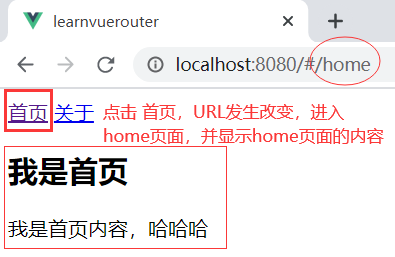 learnvuerouter
localhost:8080/#/home
首页 关于 点击 首页，URL发生改变，进入
home页面，并显示home页面的内容
我是首页
我是首页内容，哈哈哈